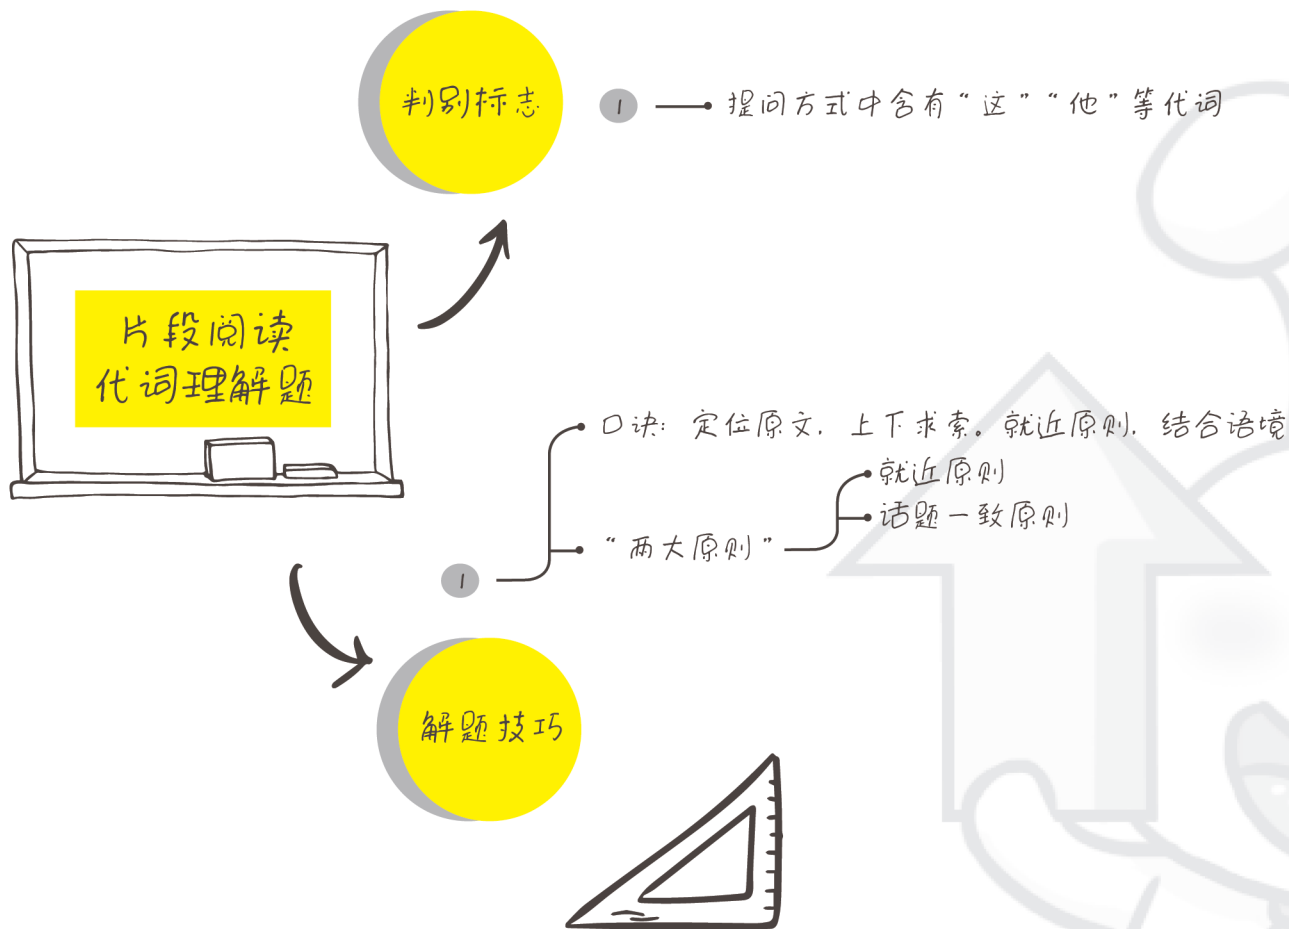 判别标志
1
提问方式中含有“这”“他”等代词
片段阅读
代词理解题
口诀：定位原文，上下求索。就近原则，结合语境
就近原则
话题一致原则
“两大原则”
1
解题技巧